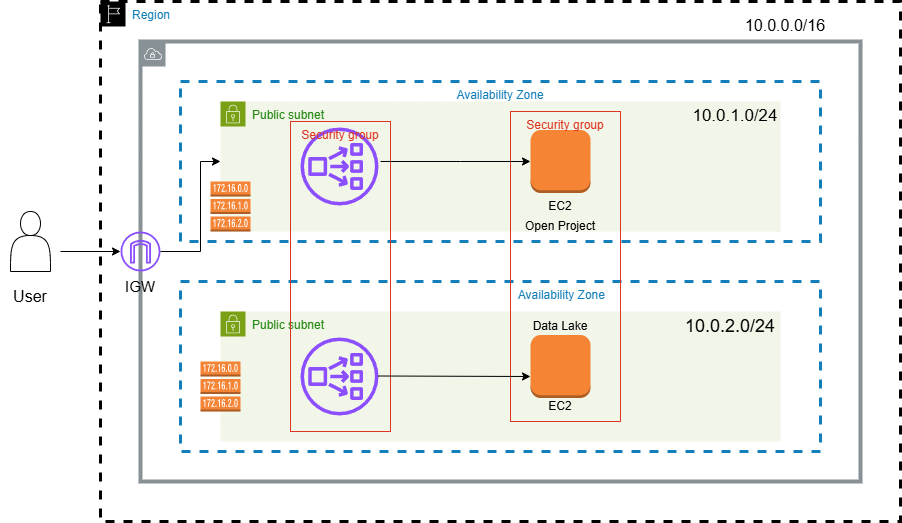 Region
10.0.0.0/16
Availability Zone
Public subnet
10.0.1.0/24
Security group
Security group
172.16.0.0
172.16.1.0
172.16.2.0
EC2
Open Project
User
IGW
Availability Zone
Public subnet
Data Lake
10.0.2.0/24
172.16.0.0
172.16.1.0
172.16.2.0
EC2